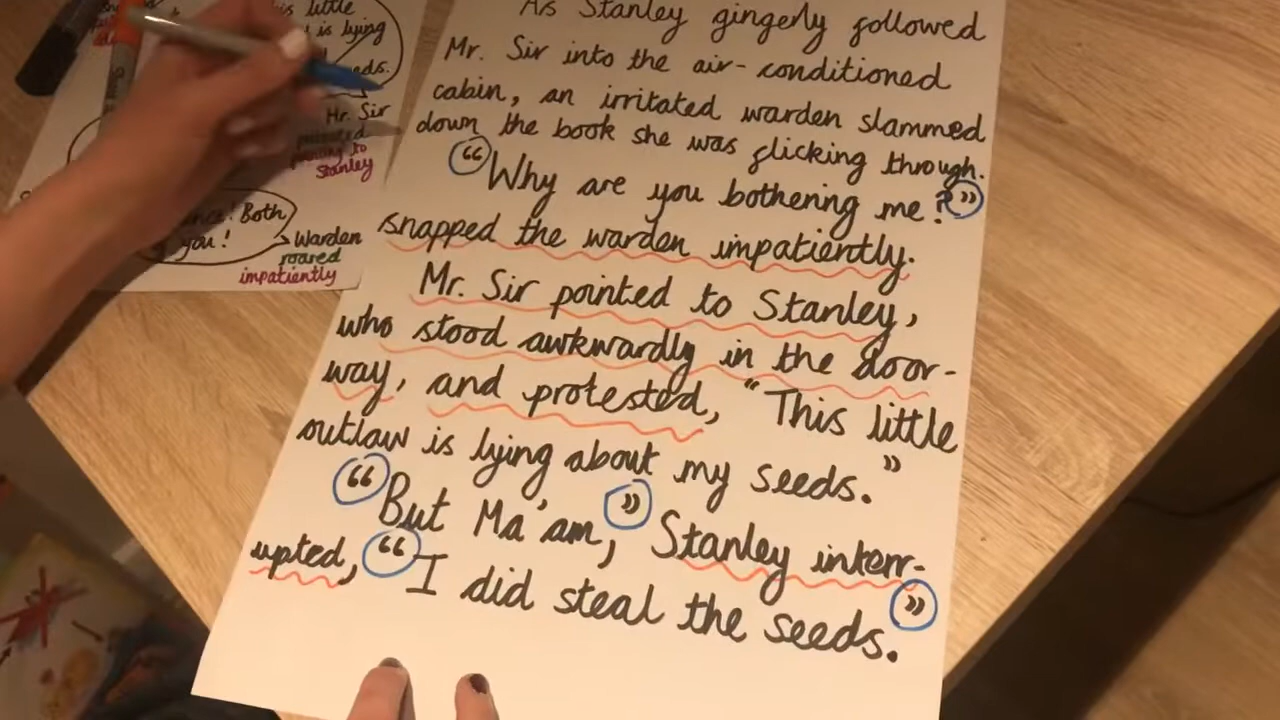 little
is lying
eds.
Mr. Sir
to
Stanley
Both
you!
Warden
roared
impatiently
As Stanley gingerly followed
Mr. Sir into the air-conditioned
cabin, an irritated warden slammed
down the book she was flicking through.
“Why are you bothering me?”
snapped the warden impatiently.
Mr. Sir pointed to Stanley,
who stood awkwardly in the door-
way, and protested, “This little
outlaw is lying about my seeds.”
“But Ma'am,” Stanley interr-
upted, “I did steal the seeds.”